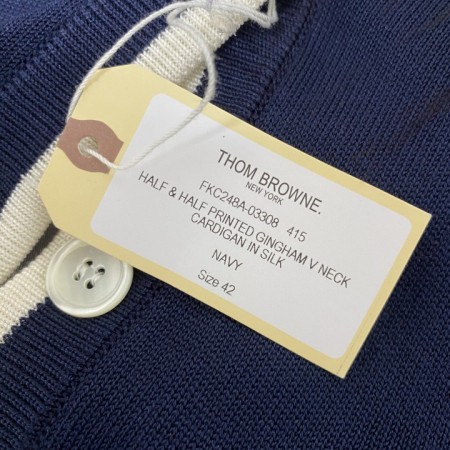 THOM BROWNE.
NEW YORK
FKC248A-03308 415
HALF & HALF PRINTED GINGHAM V NECK
CARDIGAN IN SILK
NAVY
Size 42